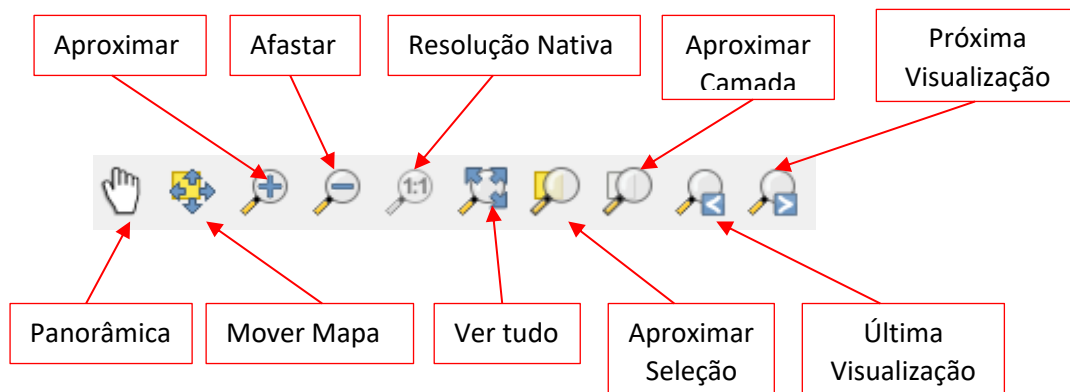 Aproximar
Afastar
Resolução Nativa
Aproximar
Camada
Próxima
Visualização
1:1
Panorâmica
Mover Mapa
Ver tudo
Aproximar
Seleção
Última
Visualização